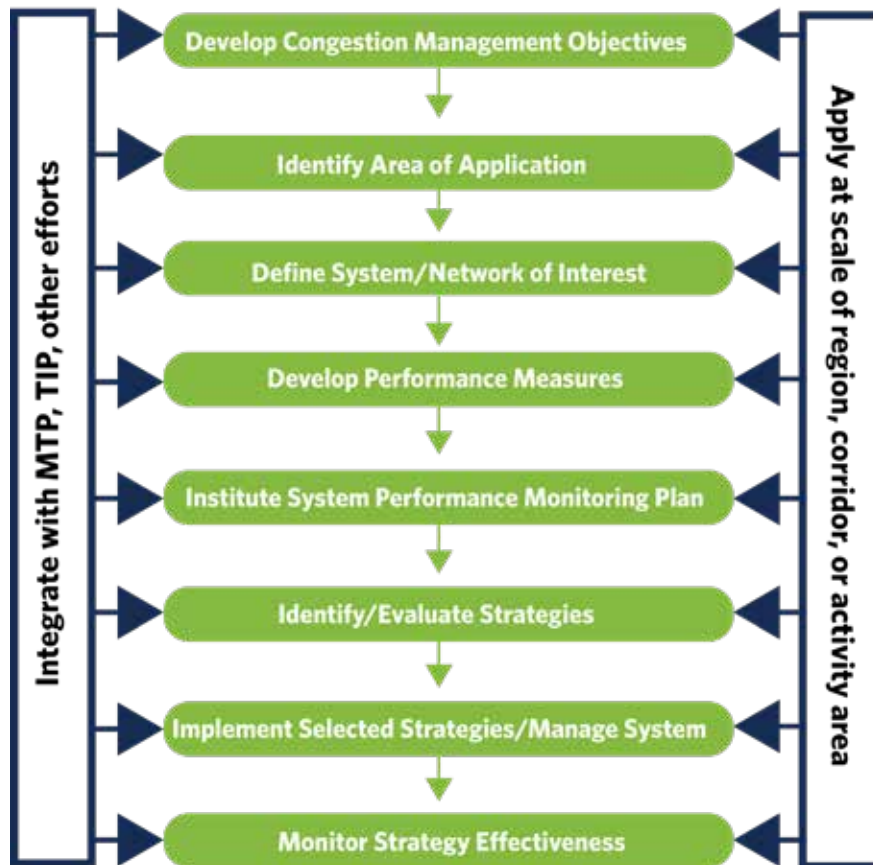 Integrate with MTP, TIP, other efforts
Develop Congestion Management Objectives
Identify Area of Application
Define System/Network of Interest
Develop Performance Measures
Institute System Performance Monitoring Plan
Identify/Evaluate Strategies
Implement Selected Strategies/Manage System
Monitor Strategy Effectiveness
Apply at scale of region, corridor, or activity area